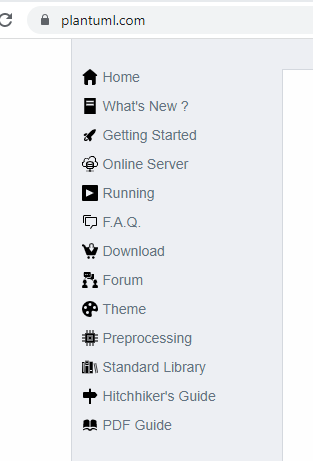 plantuml.com
Home
What's New ?
Getting Started
Online Server
Running
F.A.Q.
Download
Forum
Theme
Preprocessing
Standard Library
Hitchhiker's Guide
PDF Guide